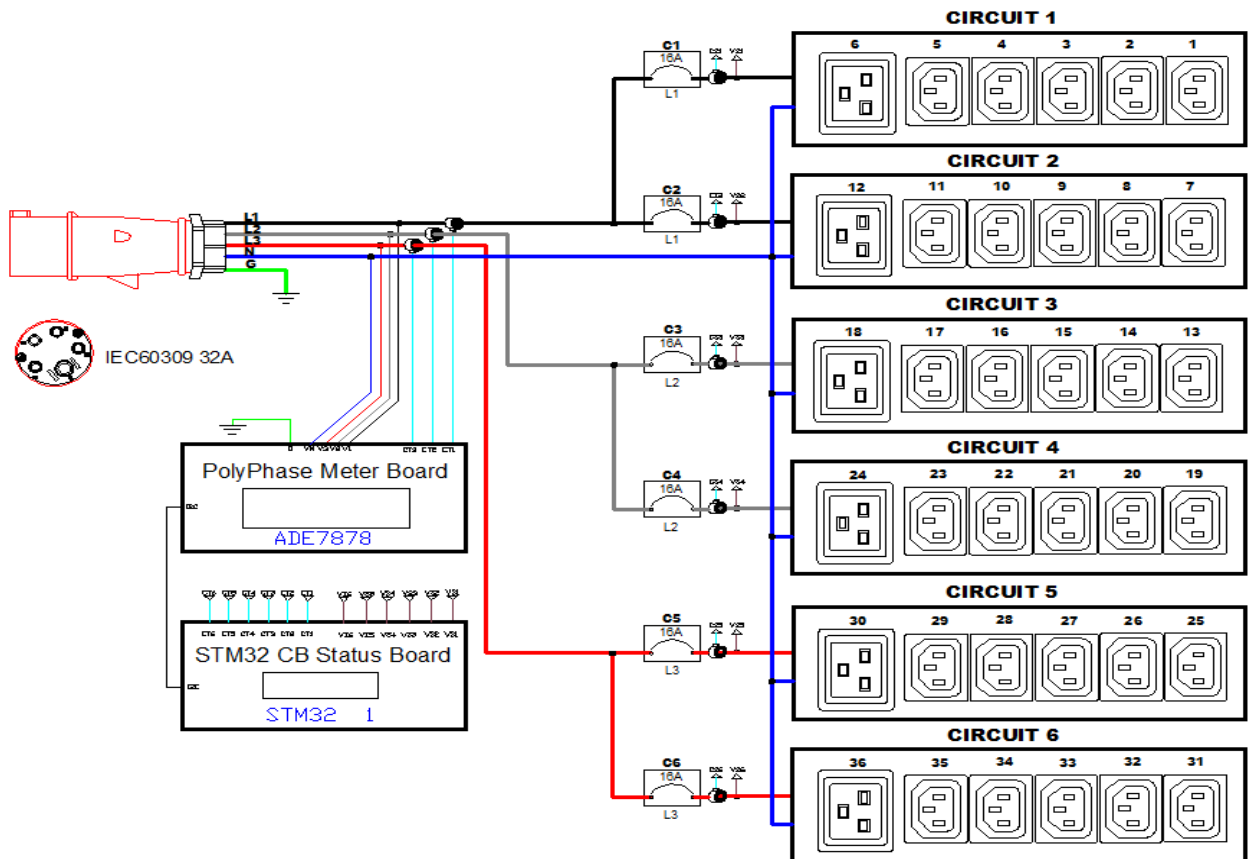 CIRCUIT 1
6 5 4 3 2 1
C1
16A
L1
CIRCUIT 2
12 11 10 9 8 7
C2
16A
L1
L1
L2
L3
N
G
IEC60309 32A
CIRCUIT 3
18 17 16 15 14 13
C3
16A
L2
CIRCUIT 4
24 23 22 21 20 19
C4
16A
L2
PolyPhase Meter Board
ADE7878
CIRCUIT 5
30 29 28 27 26 25
C5
16A
L3
STM32 CB Status Board
STM32 1
CIRCUIT 6
36 35 34 33 32 31
C6
16A
L3